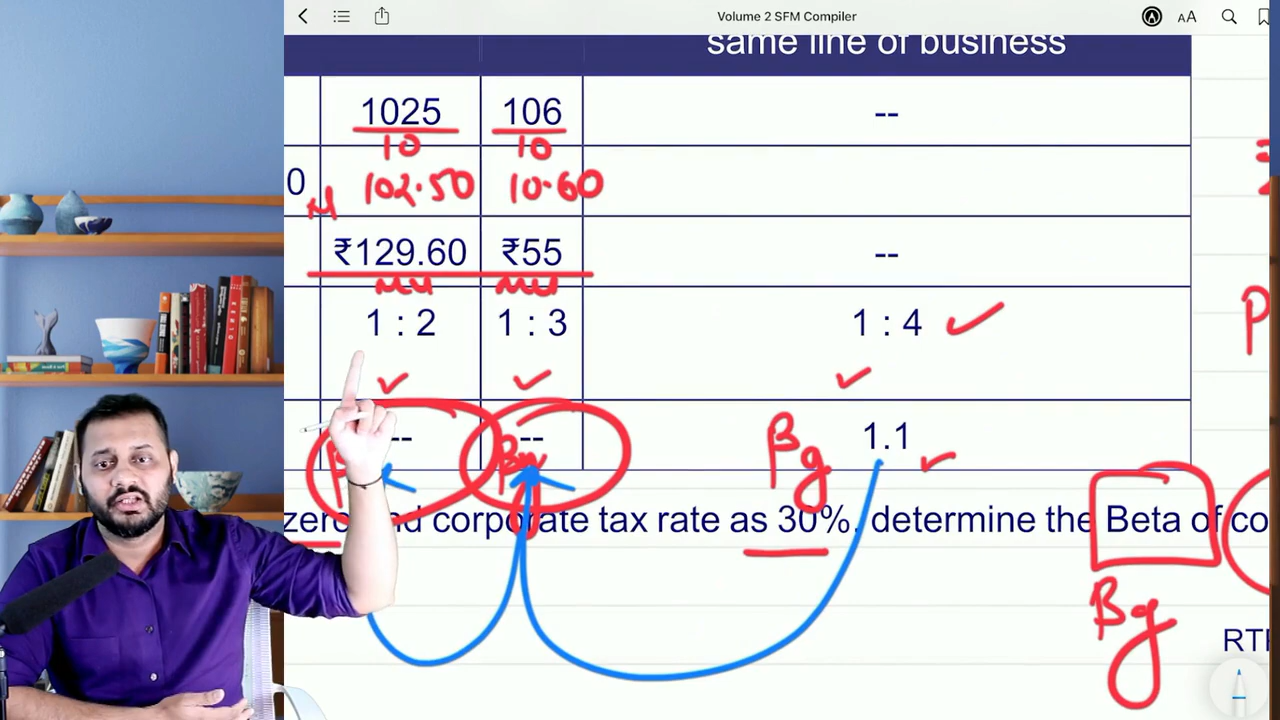 Volume 2 SFM Compiler
AA
same line of business
1025 106 --
10 10
0 102.50 10.60
M
₹129.60 ₹55 --
1 : 2 1 : 3 1 : 4
-- -- 1.1
βg
zero and corporate tax rate as 30%, determine the Beta of co
βg
RTP